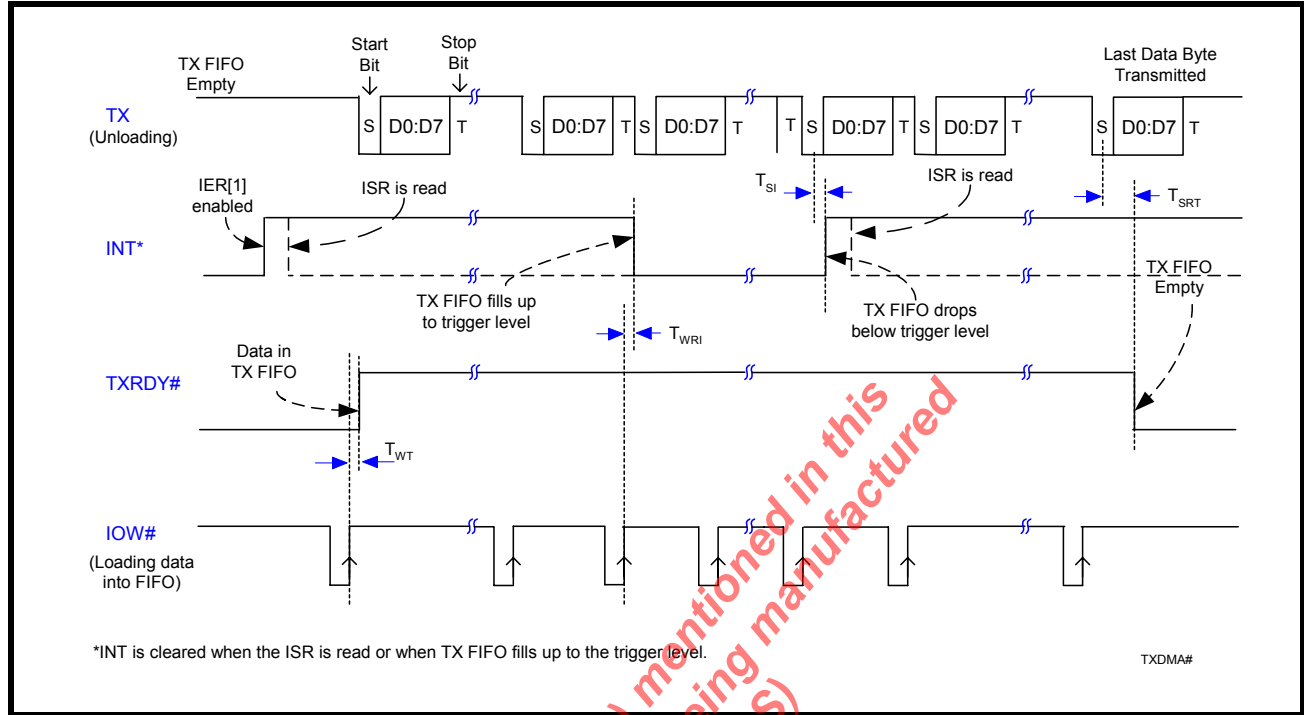 Start
Bit
Stop
Bit
TX FIFO
Empty
Last Data Byte
Transmitted
TX
(Unloading)
S D0:D7 T S D0:D7 T S D0:D7 T T S D0:D7 T S D0:D7 T S D0:D7 T
IER[1]
enabled
ISR is read
TSI
ISR is read
TSRT
INT*
TX FIFO fills up
to trigger level
TX FIFO drops
below trigger level
TX FIFO
Empty
TWRI
Data in
TX FIFO
TXRDY#
TWT
IOW#
(Loading data
into FIFO)
*INT is cleared when the ISR is read or when TX FIFO fills up to the trigger level.
TXDMA#
) mentioned in this
being manufactured
S)